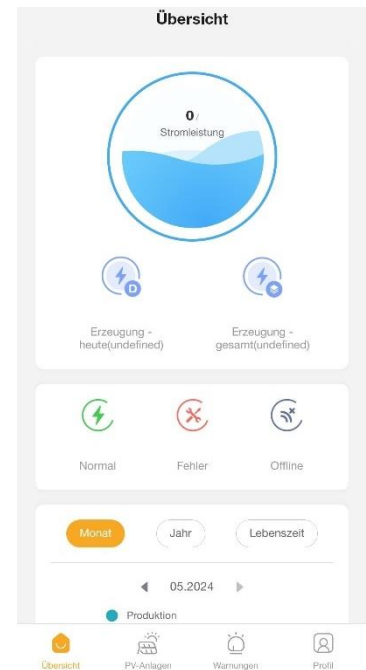 Übersicht
0/
Stromleistung
D
Erzeugung -
heute(undefined)
Erzeugung -
gesamt(undefined)
Normal
Fehler
Offline
Monat
Jahr
Lebenszeit
05.2024
Produktion
Übersicht
PV-Anlagen
Warnungen
Profil